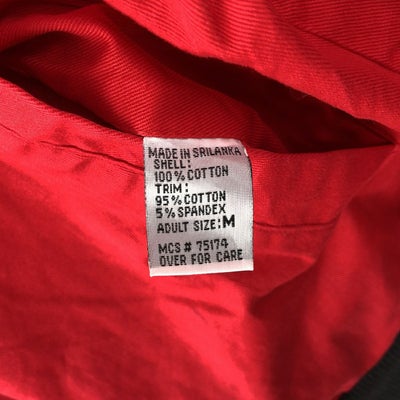 MADE IN SRILANKA
SHELL:
100% COTTON
TRIM:
95% COTTON
5% SPANDEX
ADULT SIZE: M
MCS # 75174
OVER FOR CARE